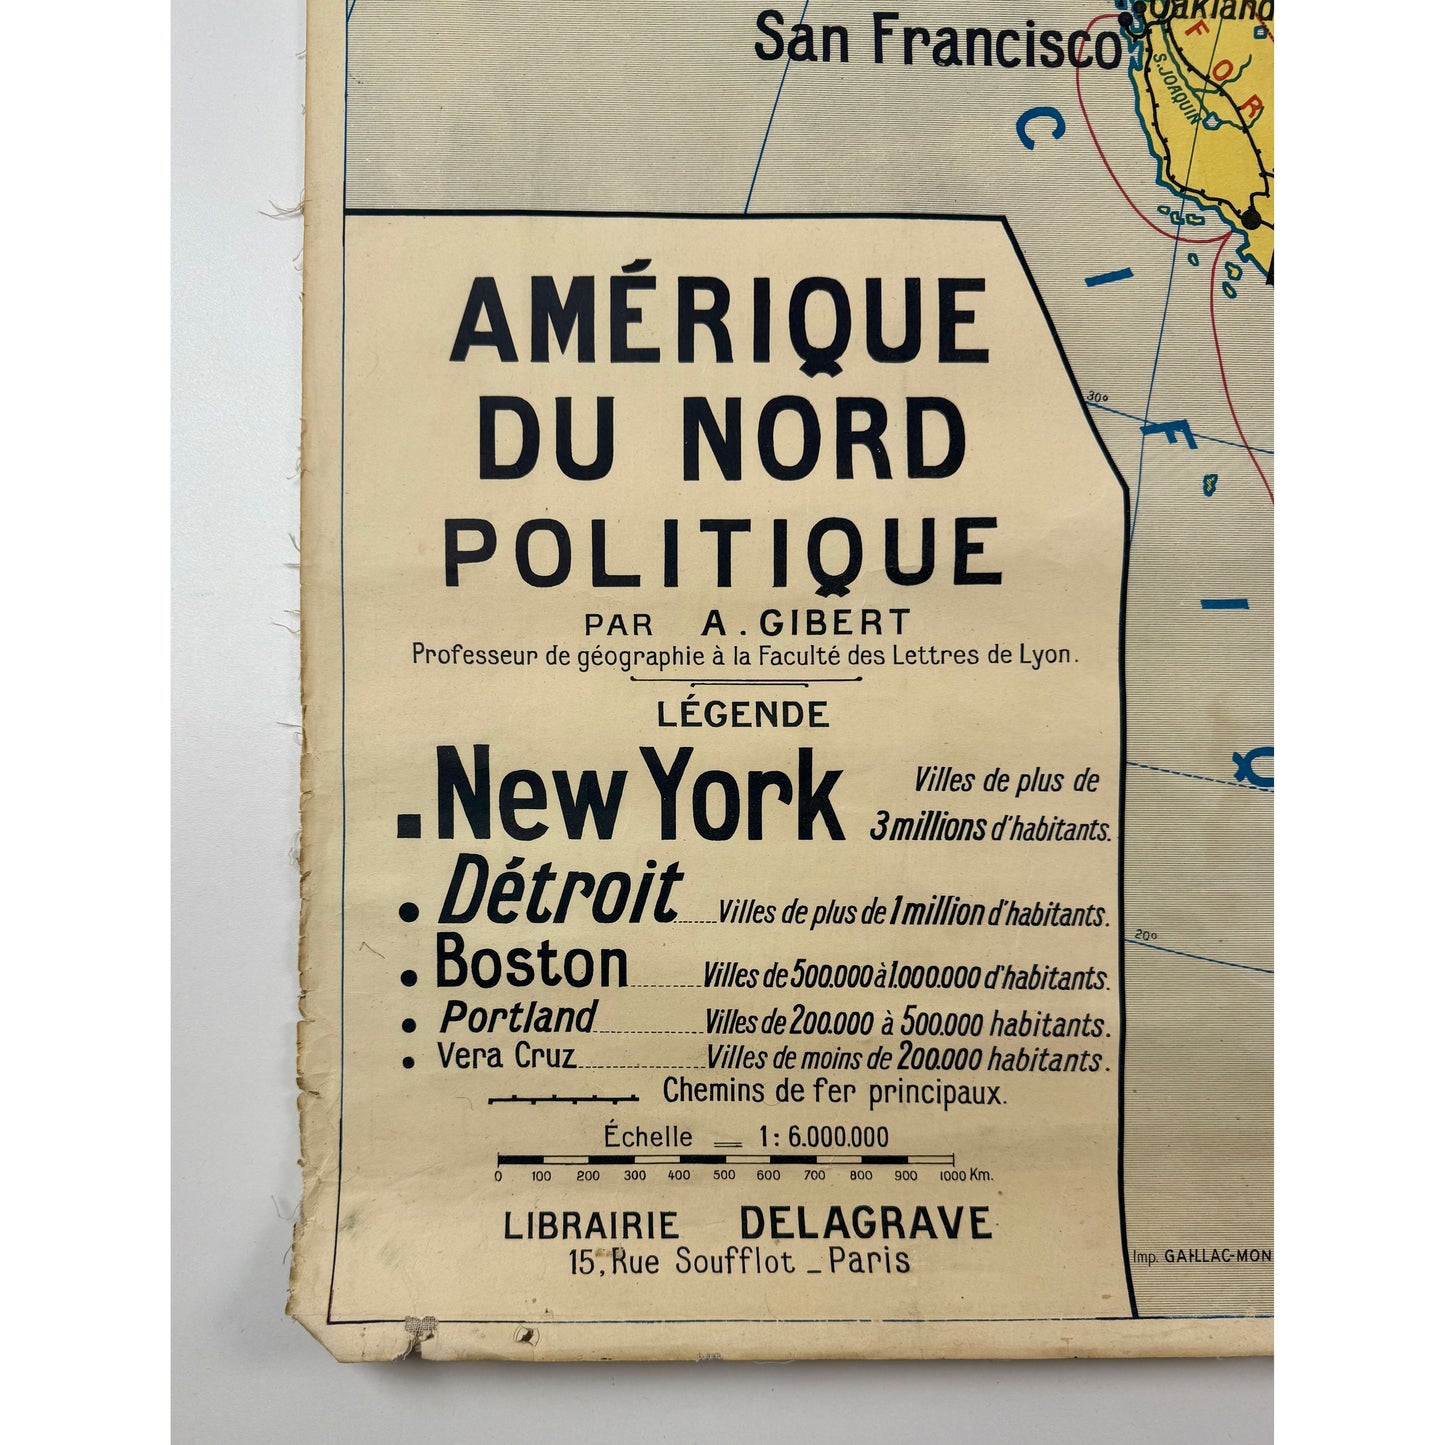 Oakland
San Francisco
F
O
R
S. JOAQUIN
C
I
F
I
Q
30°
20°
AMÉRIQUE
DU NORD
POLITIQUE
PAR A. GIBERT
Professeur de géographie à la Faculté des Lettres de Lyon.
LÉGENDE
New York Villes de plus de
3 millions d'habitants.
Détroit Villes de plus de 1 million d'habitants.
Boston Villes de 500.000 à 1.000.000 d'habitants.
Portland Villes de 200.000 à 500.000 habitants.
Vera Cruz Villes de moins de 200.000 habitants.
Chemins de fer principaux.
Échelle = 1 : 6.000.000
0 100 200 300 400 500 600 700 800 900 1000 Km.
LIBRAIRIE DELAGRAVE
15, Rue Soufflot _ Paris
Imp. GAILLAC-MON